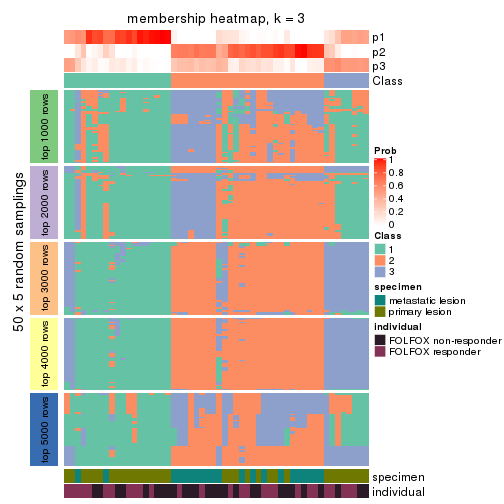 membership heatmap, k = 3
p1
p2
p3
Class
50 x 5 random samplings
top 1000 rows
top 2000 rows
top 3000 rows
top 4000 rows
top 5000 rows
specimen
individual
Prob
1
0.8
0.6
0.4
0.2
0
Class
1
2
3
specimen
metastatic lesion
primary lesion
individual
FOLFOX non-responder
FOLFOX responder